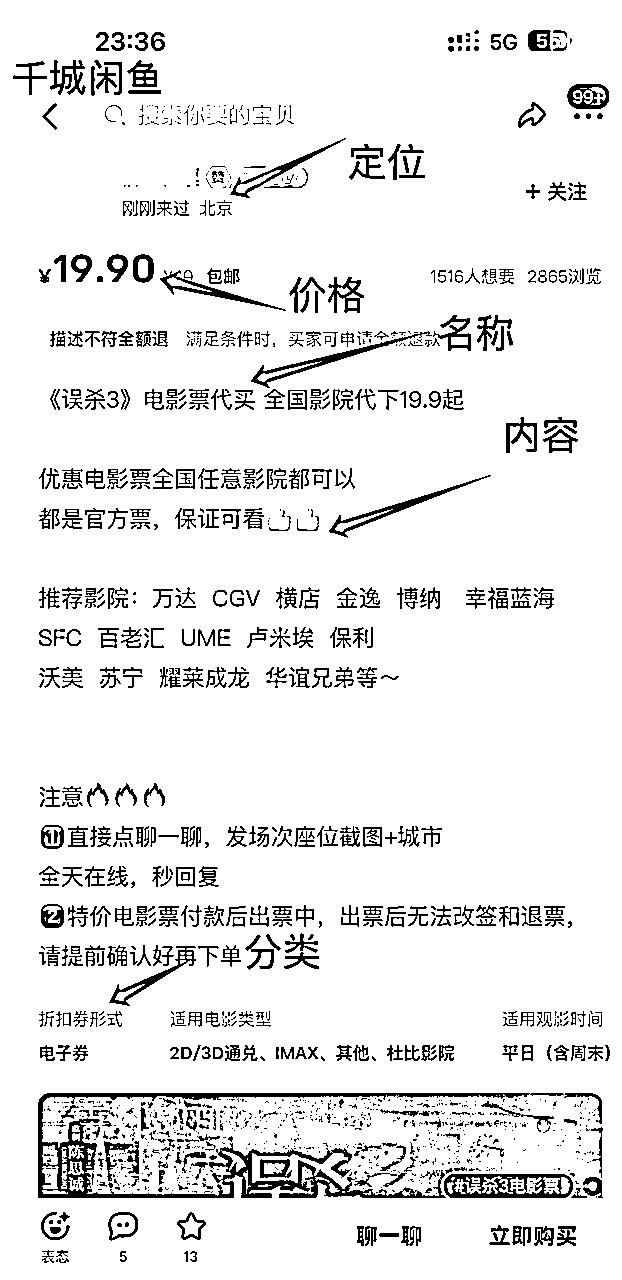 23:36
5G
千城闲鱼
搜索你要的宝贝
99+
定位
赞
+ 关注
刚刚来过 北京
¥19.90 包邮
1516人想要 2865浏览
价格
描述不符全额退 满足条件时，买家可申请全额退款
名称
《误杀3》电影票代买 全国影院代下19.9起
内容
优惠电影票全国任意影院都可以
都是官方票，保证可看👍👍
推荐影院：万达 CGV 横店 金逸 博纳 幸福蓝海
SFC 百老汇 UME 卢米埃 保利
沃美 苏宁 耀莱成龙 华谊兄弟等～
注意🔥🔥🔥
1️⃣直接点聊一聊，发场次座位截图+城市
全天在线，秒回复
2️⃣特价电影票付款后出票中，出票后无法改签和退票，
请提前确认好再下单
分类
折扣券形式 适用电影类型 适用观影时间
电子券 2D/3D通兑、IMAX、其他、杜比影院 平日（含周末）
陈思诚
#误杀3电影票
表态 5 13 聊一聊 立即购买